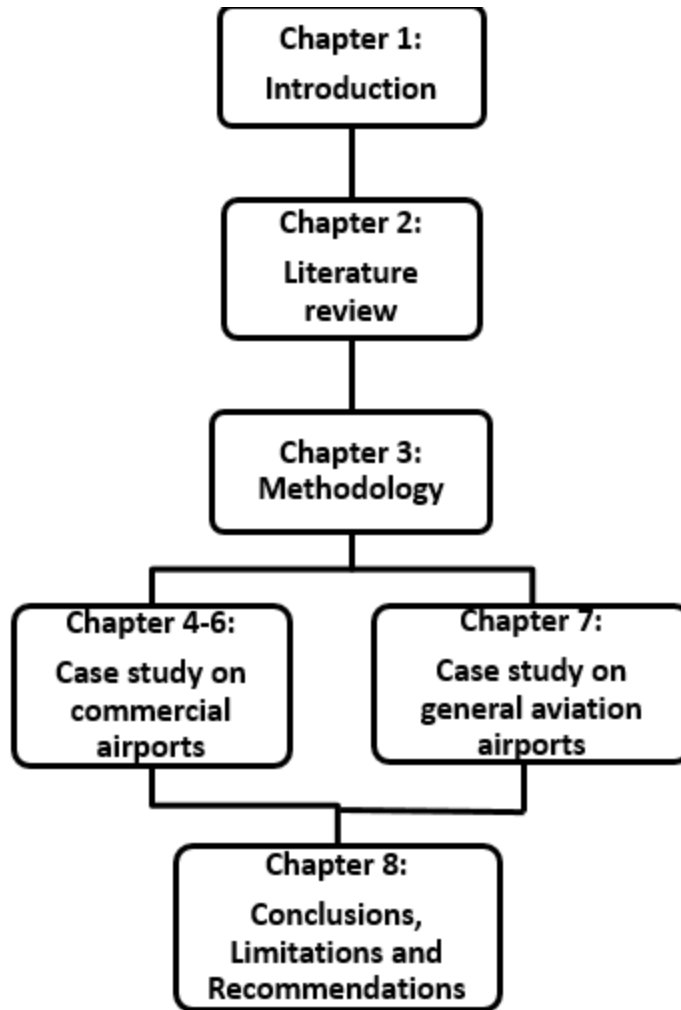 Chapter 1:
Introduction
Chapter 2:
Literature
review
Chapter 3:
Methodology
Chapter 4-6:
Case study on
commercial
airports
Chapter 7:
Case study on
general aviation
airports
Chapter 8:
Conclusions,
Limitations and
Recommendations